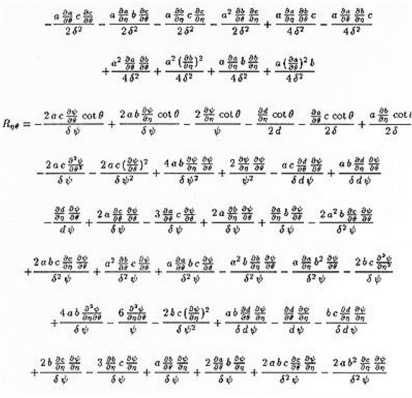 -\frac{a\frac{\partial a}{\partial\theta}c\frac{\partial c}{\partial\theta}}{2\delta^2}-\frac{a\frac{\partial a}{\partial\eta}b\frac{\partial c}{\partial\theta}}{2\delta^2}-\frac{a\frac{\partial b}{\partial\eta}c\frac{\partial c}{\partial\eta}}{2\delta^2}-\frac{a^2\frac{\partial b}{\partial\theta}\frac{\partial c}{\partial\eta}}{2\delta^2}+\frac{a\frac{\partial a}{\partial\theta}\frac{\partial b}{\partial\eta}c}{4\delta^2}-\frac{a\frac{\partial a}{\partial\eta}\frac{\partial b}{\partial\theta}c}{4\delta^2}
+\frac{a^2\frac{\partial a}{\partial\theta}\frac{\partial b}{\partial\theta}}{4\delta^2}+\frac{a^2(\frac{\partial b}{\partial\eta})^2}{4\delta^2}+\frac{a\frac{\partial a}{\partial\eta}b\frac{\partial b}{\partial\eta}}{4\delta^2}+\frac{a(\frac{\partial a}{\partial\theta})^2b}{4\delta^2}
R_{\eta\theta}=-\frac{2ac\frac{\partial\psi}{\partial\theta}\cot\theta}{\delta\psi}+\frac{2ab\frac{\partial\psi}{\partial\eta}\cot\theta}{\delta\psi}-\frac{2\frac{\partial\psi}{\partial\eta}\cot\theta}{\psi}-\frac{\frac{\partial d}{\partial\eta}\cot\theta}{2d}-\frac{\frac{\partial a}{\partial\theta}c\cot\theta}{2\delta}+\frac{a\frac{\partial b}{\partial\eta}\cot}{2\delta}
-\frac{2ac\frac{\partial^2\psi}{\partial\theta^2}}{\delta\psi}-\frac{2ac(\frac{\partial\psi}{\partial\theta})^2}{\delta\psi^2}+\frac{4ab\frac{\partial\psi}{\partial\eta}\frac{\partial\psi}{\partial\theta}}{\delta\psi^2}+\frac{2\frac{\partial\psi}{\partial\eta}\frac{\partial\psi}{\partial\theta}}{\psi^2}-\frac{ac\frac{\partial d}{\partial\theta}\frac{\partial\psi}{\partial\theta}}{\delta d\psi}+\frac{ab\frac{\partial d}{\partial\eta}\frac{\partial\psi}{\partial\theta}}{\delta d\psi}
-\frac{\frac{\partial d}{\partial\eta}\frac{\partial\psi}{\partial\theta}}{d\psi}+\frac{2a\frac{\partial c}{\partial\theta}\frac{\partial\psi}{\partial\theta}}{\delta\psi}-\frac{3\frac{\partial a}{\partial\theta}c\frac{\partial\psi}{\partial\theta}}{\delta\psi}+\frac{2a\frac{\partial b}{\partial\eta}\frac{\partial\psi}{\partial\theta}}{\delta\psi}+\frac{\frac{\partial a}{\partial\eta}b\frac{\partial\psi}{\partial\theta}}{\delta\psi}-\frac{2a^2b\frac{\partial c}{\partial\theta}\frac{\partial\psi}{\partial\theta}}{\delta^2\psi}
+\frac{2abc\frac{\partial c}{\partial\eta}\frac{\partial\psi}{\partial\theta}}{\delta^2\psi}+\frac{a^2\frac{\partial b}{\partial\theta}c\frac{\partial\psi}{\partial\theta}}{\delta^2\psi}+\frac{a\frac{\partial a}{\partial\theta}bc\frac{\partial\psi}{\partial\theta}}{\delta^2\psi}-\frac{a^2b\frac{\partial b}{\partial\eta}\frac{\partial\psi}{\partial\theta}}{\delta^2\psi}-\frac{a\frac{\partial a}{\partial\eta}b^2\frac{\partial\psi}{\partial\theta}}{\delta^2\psi}-\frac{2bc\frac{\partial^2\psi}{\partial\eta^2}}{\delta\psi}
+\frac{4ab\frac{\partial^2\psi}{\partial\eta\partial\theta}}{\delta\psi}-\frac{6\frac{\partial^2\psi}{\partial\eta\partial\theta}}{\psi}-\frac{2bc(\frac{\partial\psi}{\partial\eta})^2}{\delta\psi^2}+\frac{ab\frac{\partial d}{\partial\theta}\frac{\partial\psi}{\partial\eta}}{\delta d\psi}-\frac{\frac{\partial d}{\partial\theta}\frac{\partial\psi}{\partial\eta}}{d\psi}-\frac{bc\frac{\partial d}{\partial\eta}\frac{\partial\psi}{\partial\eta}}{\delta d\psi}
+\frac{2b\frac{\partial c}{\partial\eta}\frac{\partial\psi}{\partial\eta}}{\delta\psi}-\frac{3\frac{\partial b}{\partial\eta}c\frac{\partial\psi}{\partial\eta}}{\delta\psi}+\frac{a\frac{\partial b}{\partial\theta}\frac{\partial\psi}{\partial\eta}}{\delta\psi}+\frac{2\frac{\partial a}{\partial\theta}b\frac{\partial\psi}{\partial\eta}}{\delta\psi}+\frac{2abc\frac{\partial c}{\partial\theta}\frac{\partial\psi}{\partial\eta}}{\delta^2\psi}-\frac{2ab^2\frac{\partial c}{\partial\eta}\frac{\partial\psi}{\partial\eta}}{\delta^2\psi}